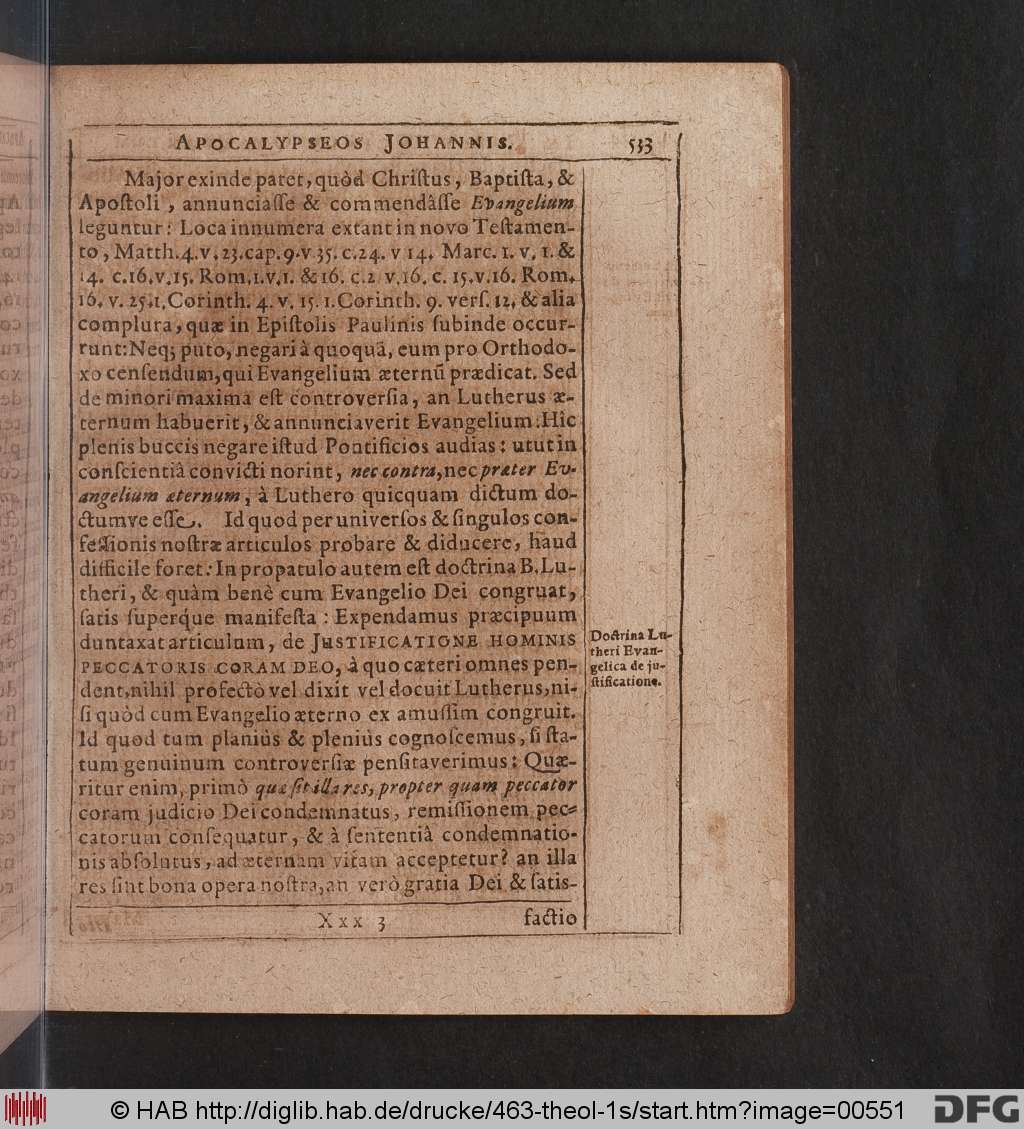 APOCALYPSEOS JOHANNIS. 533
Major exinde patet, quòd Chriſtus, Baptiſta, &
Apoſtoli, annunciaſſe & commendâſſe Evangelium
leguntur: Loca innumera extant in novo Teſtamen-
to, Matth. 4. v. 23. cap. 9. v. 35. c. 24. v 14. Marc. 1. v. 1. &
14. c. 16. v. 15. Rom. 1. v. 1. & 16. c. 2 v. 16. c. 15. v. 16. Rom.
16. v. 25. 1. Corinth. 4. v. 15. 1. Corinth. 9. verſ. 12. & alia
complura, quæ in Epiſtolis Paulinis ſubinde occur-
runt: Neq; puto, negari à quoquā, eum pro Orthodo-
xo cenſendum, qui Evangelium æternū prædicat. Sed
de minori maxima eſt controverſia, an Lutherus æ-
ternum habuerit, & annunciaverit Evangelium: Hic
plenis buccis negare iſtud Pontificios audias: utut in
conſcientiâ convicti norint, nec contra, nec præter Ev-
angelium æternum, à Luthero quicquam dictum do-
ctumve eſſe. Id quod per univerſos & ſingulos con-
feſſionis noſtræ articulos probare & diducere, haud
difficile foret: In propatulo autem eſt doctrina B. Lu-
theri, & quàm benè cum Evangelio Dei congruat,
ſatis ſuperq́ue manifeſta: Expendamus præcipuum
duntaxat articulum, de JUSTIFICATIONE HOMINIS
PECCATORIS CORAM DEO, à quo cæteri omnes pen-
dent, nihil profectò vel dixit vel docuit Lutherus, ni-
ſi quòd cum Evangelio æterno ex amuſſim congruit.
Id quod tum planiùs & pleniùs cognoſcemus, ſi ſta-
tum genuinum controverſiæ penſitaverimus: Quæ-
ritur enim, primò quæ ſit illa res, propter quam peccator
coram judicio Dei condemnatus, remiſſionem pec-
catorum conſequatur, & à ſententiâ condemnatio-
nis abſolutus, ad æternam vitam acceptetur? an illa
res ſint bona opera noſtra, an verò gratia Dei & ſatis-
Xxx 3 factio
Doctrina Lu-
theri Evan-
gelica de ju-
ſtificatione.
© HAB http://diglib.hab.de/drucke/463-theol-1s/start.htm?image=00551
DFG